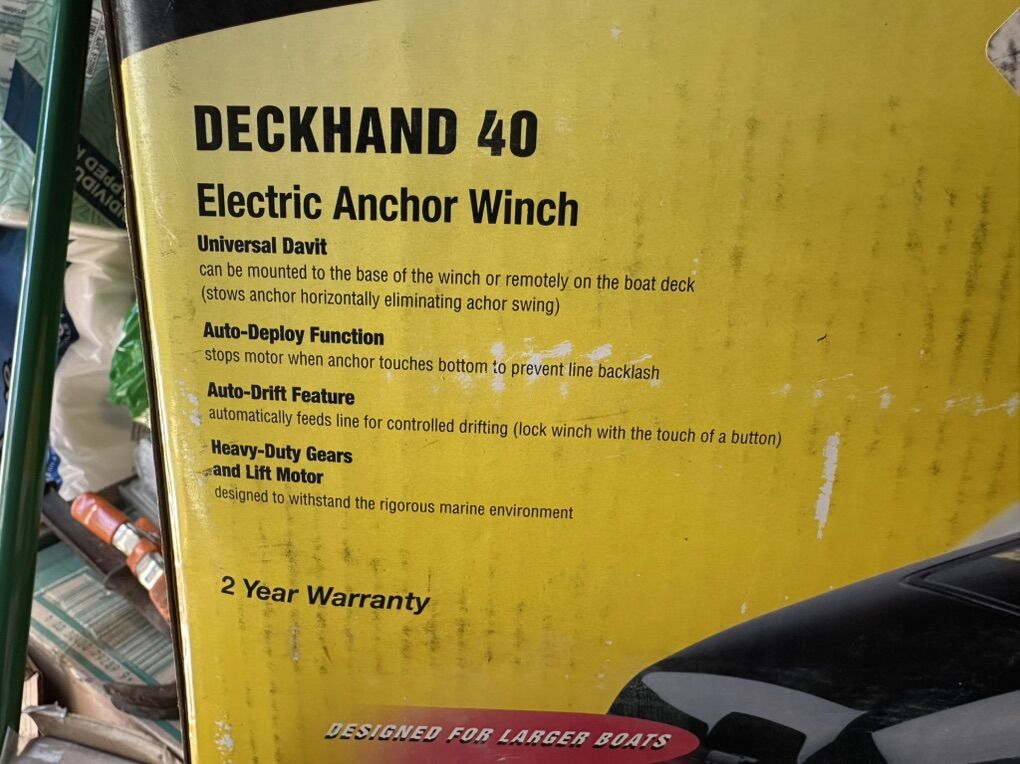 DECKHAND 40
Electric Anchor Winch
Universal Davit
can be mounted to the base of the winch or remotely on the boat deck
(stows anchor horizontally eliminating achor swing)
Auto-Deploy Function
stops motor when anchor touches bottom to prevent line backlash
Auto-Drift Feature
automatically feeds line for controlled drifting (lock winch with the touch of a button)
Heavy-Duty Gears
and Lift Motor
designed to withstand the rigorous marine environment
2 Year Warranty
DESIGNED FOR LARGER BOATS